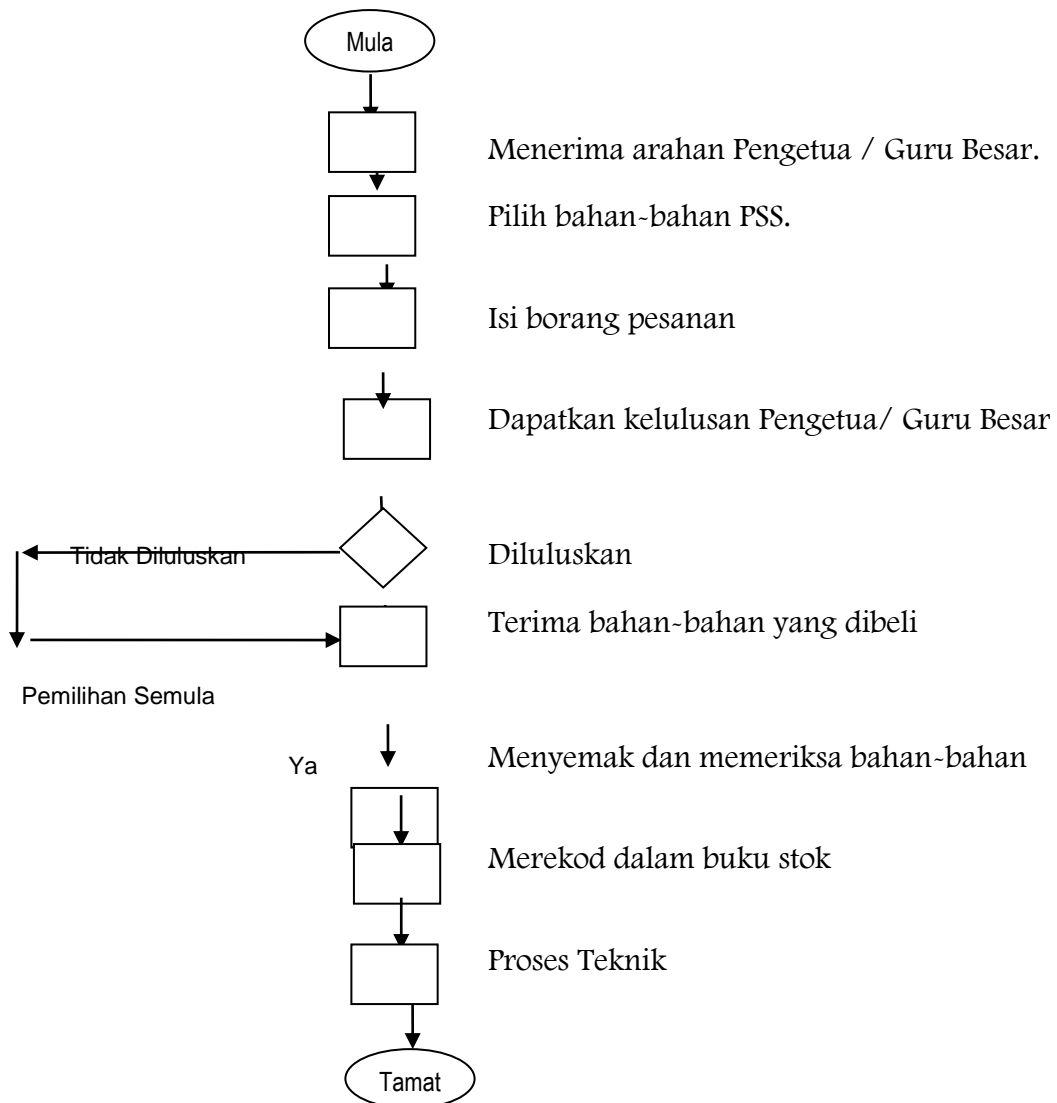 Mula
Menerima arahan Pengetua / Guru Besar.
Pilih bahan-bahan PSS.
Isi borang pesanan
Dapatkan kelulusan Pengetua/ Guru Besar
Tidak Diluluskan
Diluluskan
Terima bahan-bahan yang dibeli
Pemilihan Semula
Ya
Menyemak dan memeriksa bahan-bahan
Merekod dalam buku stok
Proses Teknik
Tamat